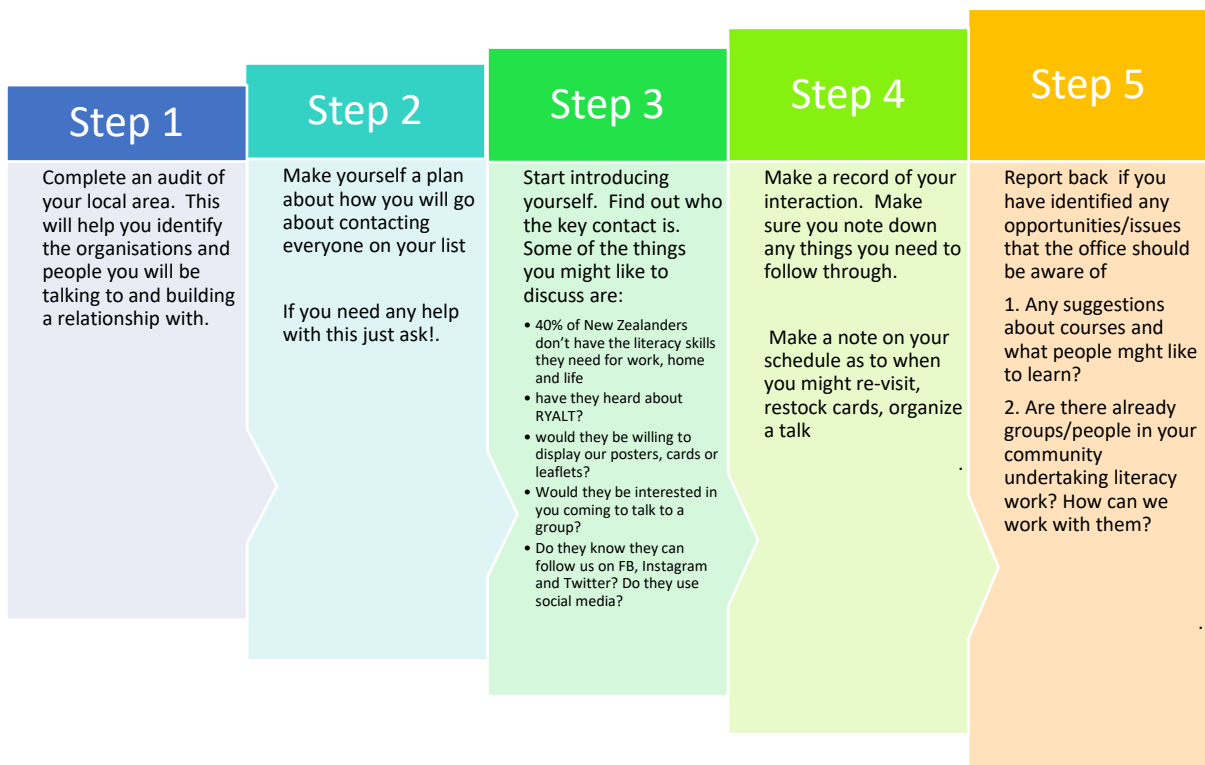 Step 1
Complete an audit of
your local area.  This
will help you identify
the organisations and
people you will be
talking to and building
a relationship with.
Step 2
Make yourself a plan
about how you will go
about contacting
everyone on your list
If you need any help
with this just ask!.
Step 3
Start introducing
yourself.  Find out who
the key contact is.
Some of the things
you might like to
discuss are:
• 40% of New Zealanders
don't have the literacy skills
they need for work, home
and life
• have they heard about
RYALT?
• would they be willing to
display our posters, cards or
leaflets?
• Would they be interested in
you coming to talk to a
group?
• Do they know they can
follow us on FB, Instagram
and Twitter? Do they use
social media?
Step 4
Make a record of your
interaction.  Make
sure you note down
any things you need to
follow through.
Make a note on your
schedule as to when
you might re-visit,
restock cards, organize
a talk
.
Step 5
Report back  if you
have identified any
opportunities/issues
that the office should
be aware of
1. Any suggestions
about courses and
what people mght like
to learn?
2. Are there already
groups/people in your
community
undertaking literacy
work? How can we
work with them?
.